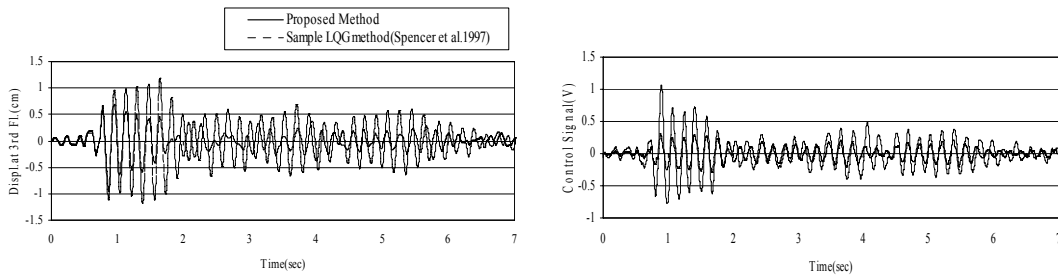 Proposed Method
Sample LQG method(Spencer et al.1997)
Displ.at 3rd Fl.(cm)
1.5
1
0.5
0
-0.5
-1
-1.5
0 1 2 3 4 5 6 7
Time(sec)
Control Signal(V)
1.5
1
0.5
0
-0.5
-1
0 1 2 3 4 5 6 7
Time(sec)